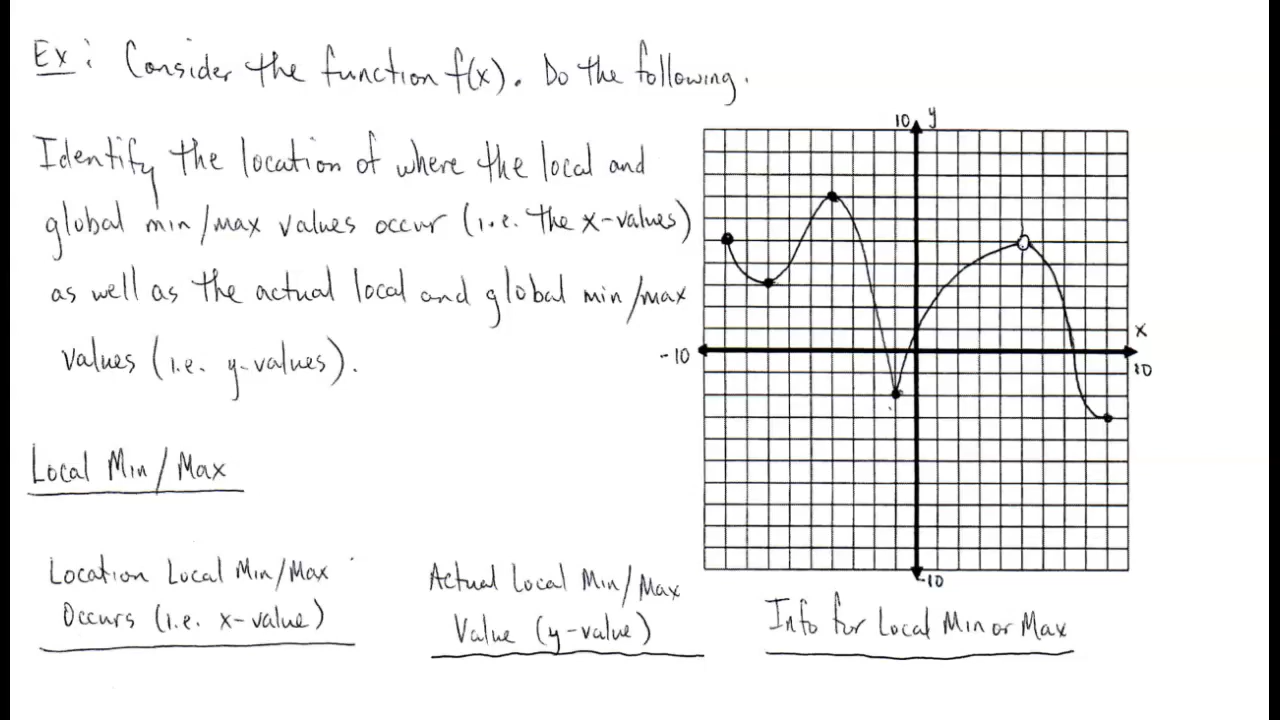 Ex: Consider the function f(x). Do the following.
Identify the location of where the local and
global min/max values occur (i.e. the x-values)
as well as the actual local and global min/max
values (i.e. y-values).
10 y
x
-10
10
-10
Local Min/Max
Location Local Min/Max
Occurs (i.e. x-value)
Actual Local Min/Max
Value (y-value)
Info for Local Min or Max